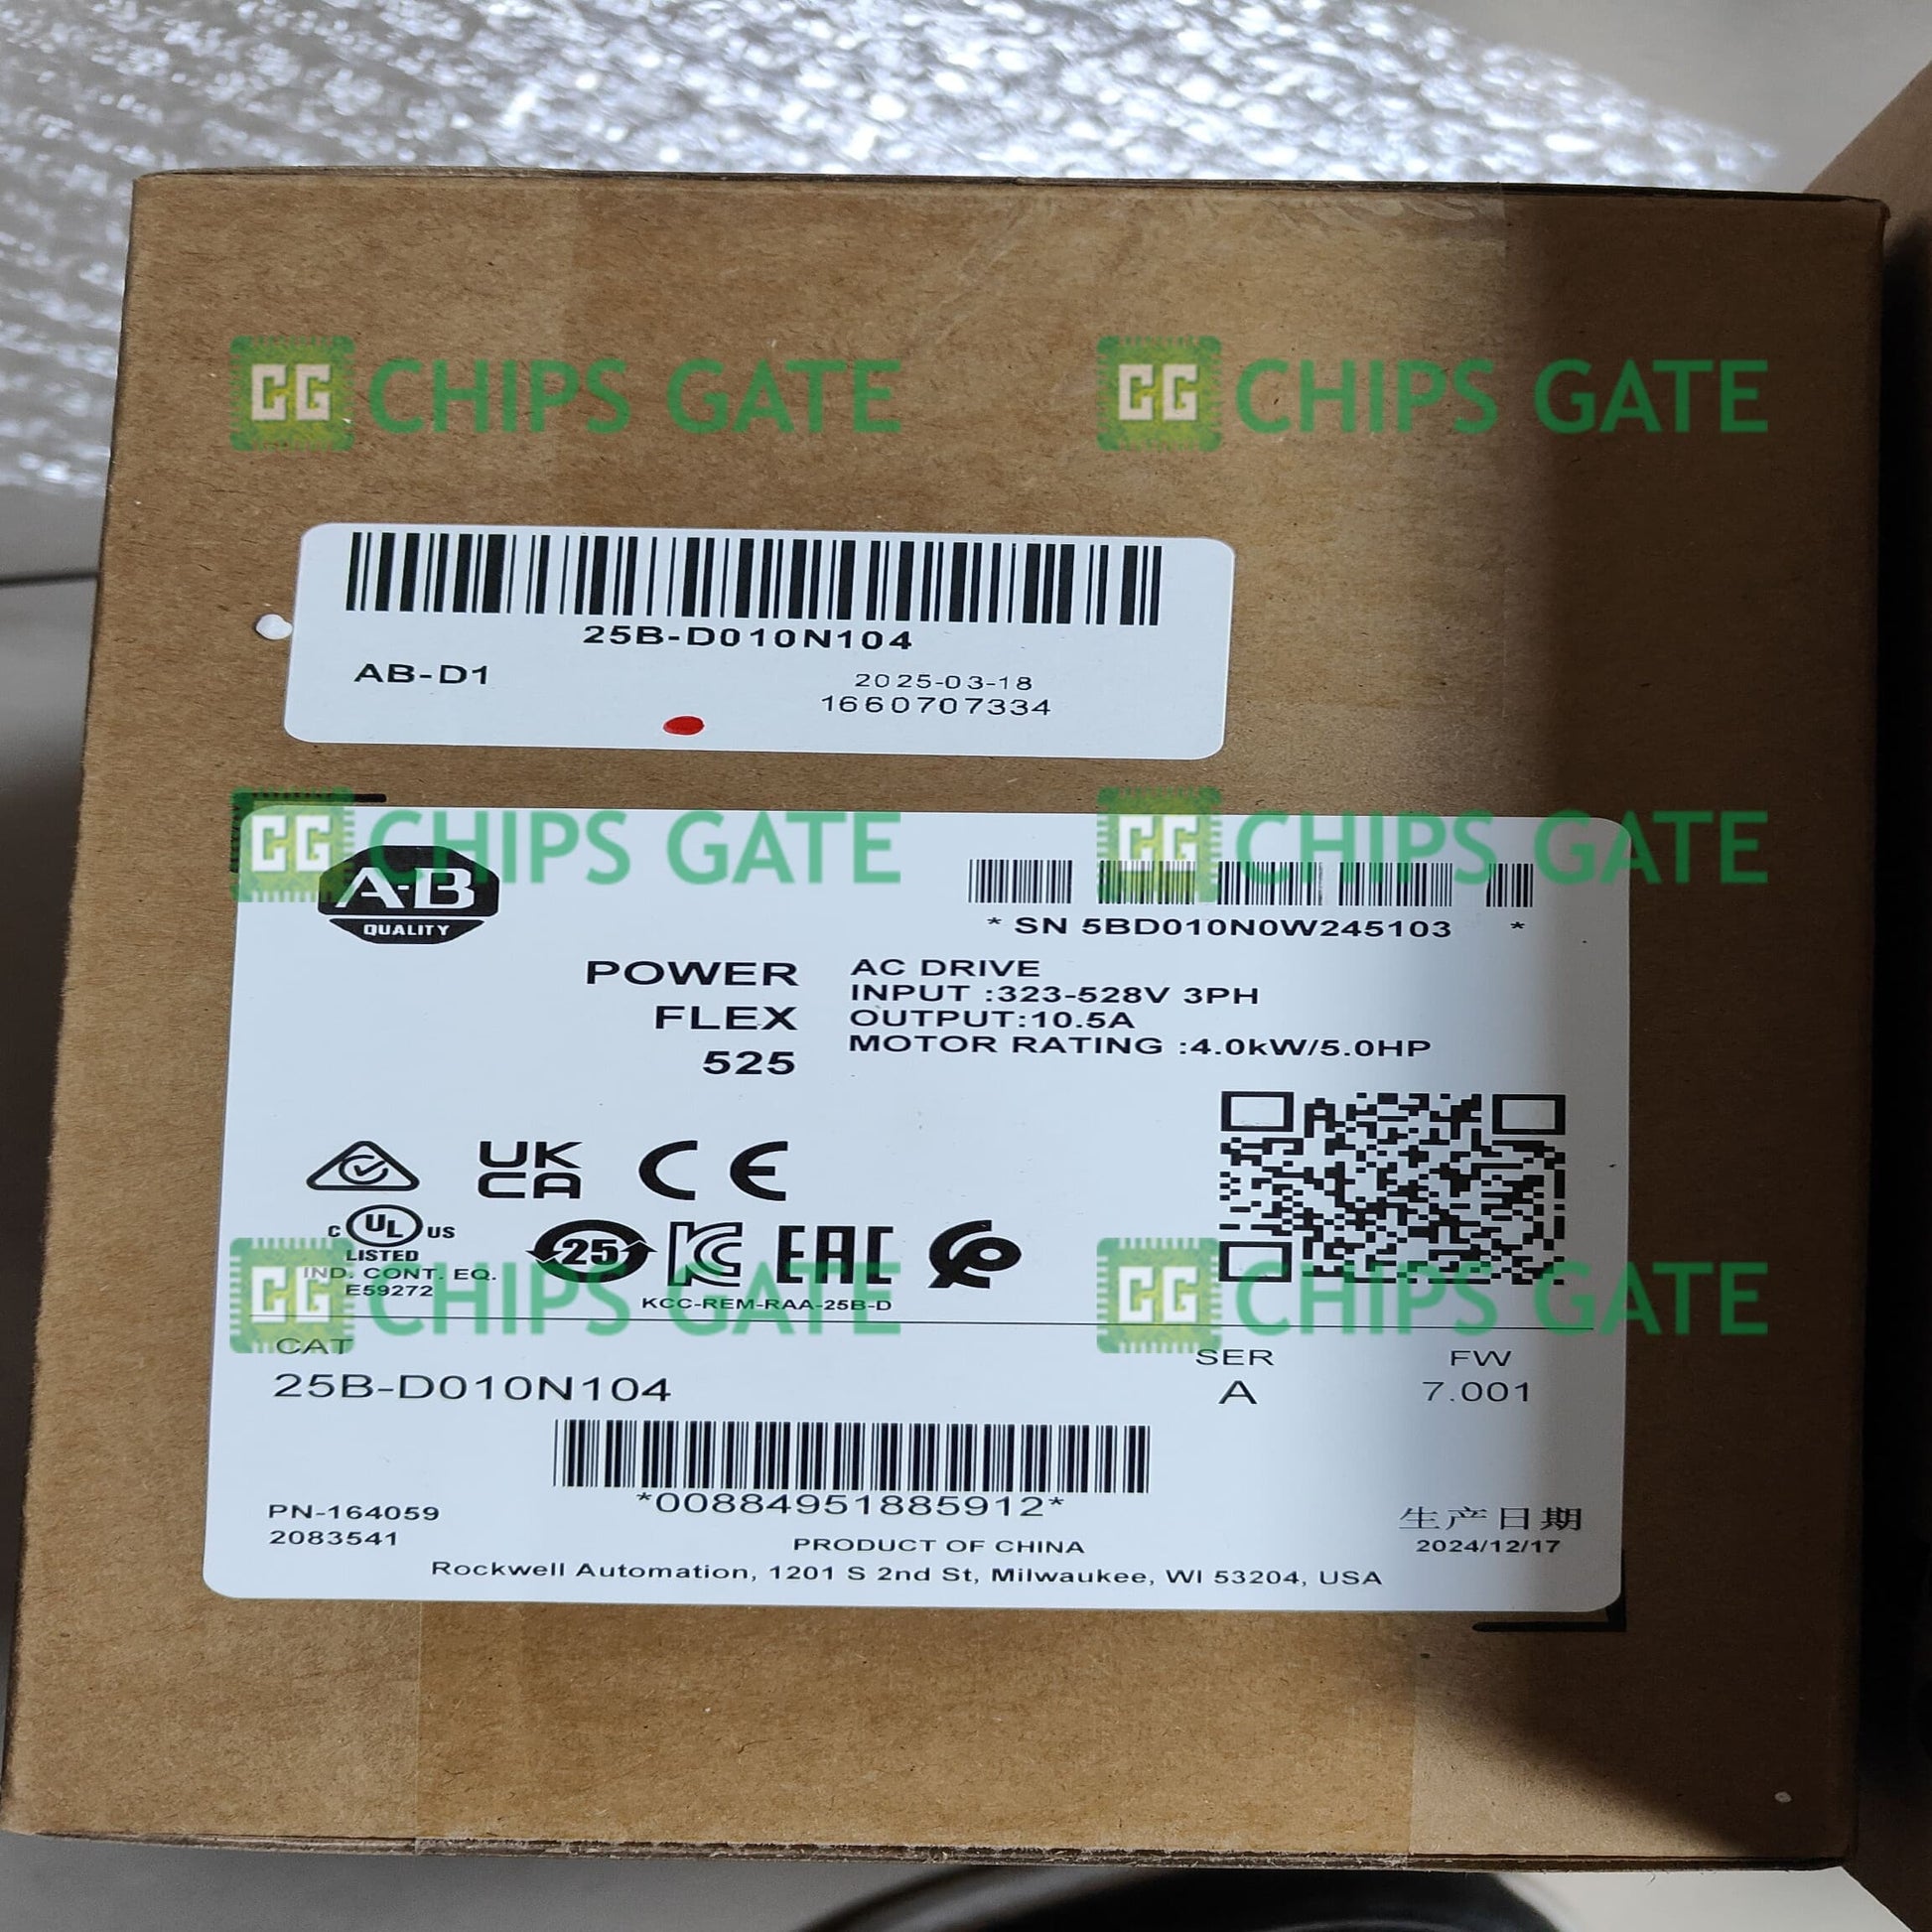 CG CHIPS GATE CG CHIPS GATE
25B-D010N104
AB-D1
2025-03-18
1660707334
CG CHIPS GATE CG CHIPS GATE
A-B
QUALITY
* SN 5BD010N0W245103 *
POWER
FLEX
525
AC DRIVE
INPUT :323-528V 3PH
OUTPUT:10.5A
MOTOR RATING :4.0kW/5.0HP
UK
CA
CE
C UL US
LISTED
IND. CONT. EQ.
E59272
25
KC
EAC
KCC-REM-RAA-25B-D
CG CHIPS GATE CG CHIPS GATE
CAT
25B-D010N104
SER
A
FW
7.001
*00884951885912*
PN-164059
2083541
PRODUCT OF CHINA
生产日期
2024/12/17
Rockwell Automation, 1201 S 2nd St, Milwaukee, WI 53204, USA